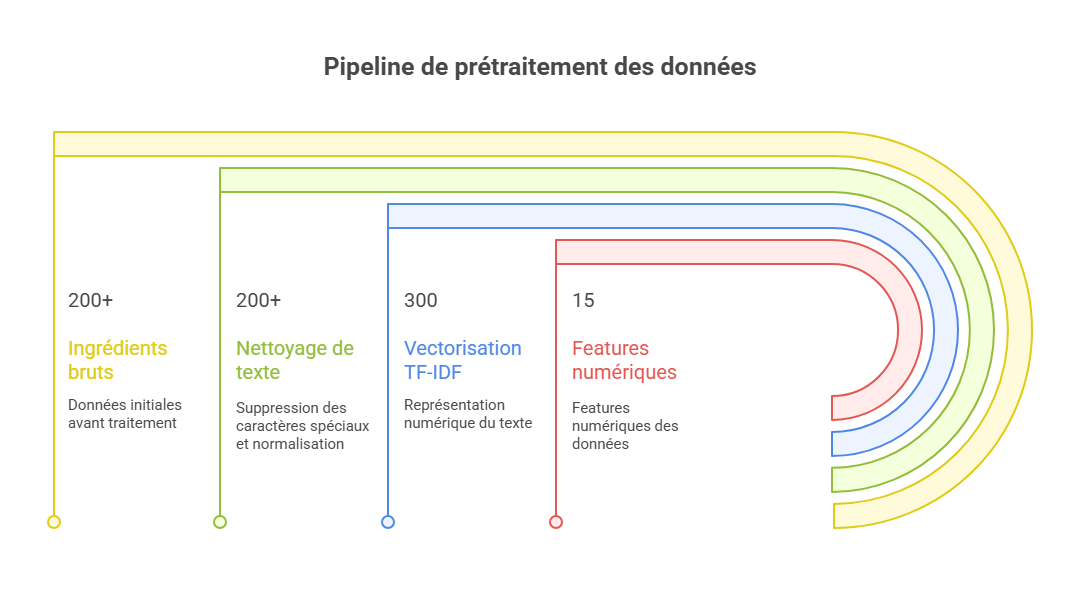 Pipeline de prétraitement des données
200+
Ingrédients
bruts
Données initiales
avant traitement
200+
Nettoyage de
texte
Suppression des
caractères spéciaux
et normalisation
300
Vectorisation
TF-IDF
Représentation
numérique du texte
15
Features
numériques
Features
numériques des
données